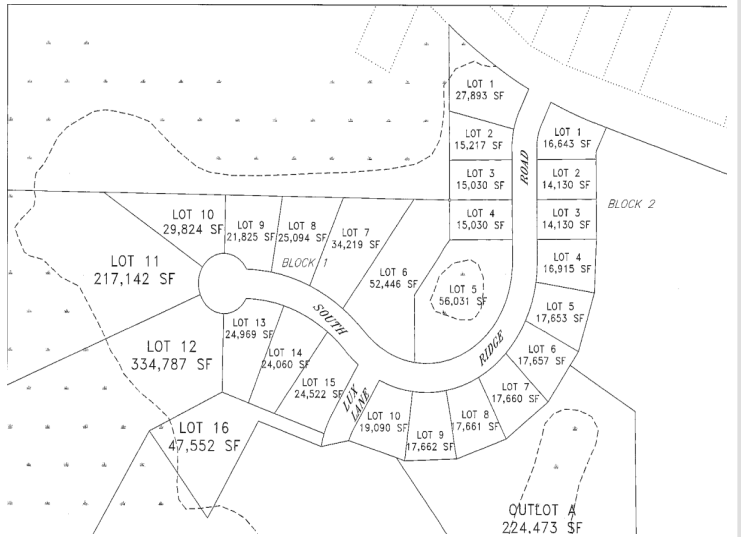 LOT 1
27,893 SF
LOT 2
15,217 SF
LOT 3
15,030 SF
LOT 4
15,030 SF
ROAD
LOT 1
16,643 SF
LOT 2
14,130 SF
LOT 3
14,130 SF
LOT 4
16,915 SF
BLOCK 2
LOT 10
29,824 SF
LOT 9
21,825 SF
LOT 8
25,094 SF
LOT 7
34,219 SF
BLOCK 1
LOT 11
217,142 SF
LOT 6
52,446 SF
LOT 5
56,031 SF
LOT 5
17,653 SF
SOUTH
RIDGE
LOT 12
334,787 SF
LOT 13
24,969 SF
LOT 14
24,060 SF
LOT 15
24,522 SF
LUX
LANE
LOT 6
17,657 SF
LOT 7
17,660 SF
LOT 8
17,661 SF
LOT 9
17,662 SF
LOT 10
19,090 SF
LOT 16
47,552 SF
OUTLOT A
224,473 SF